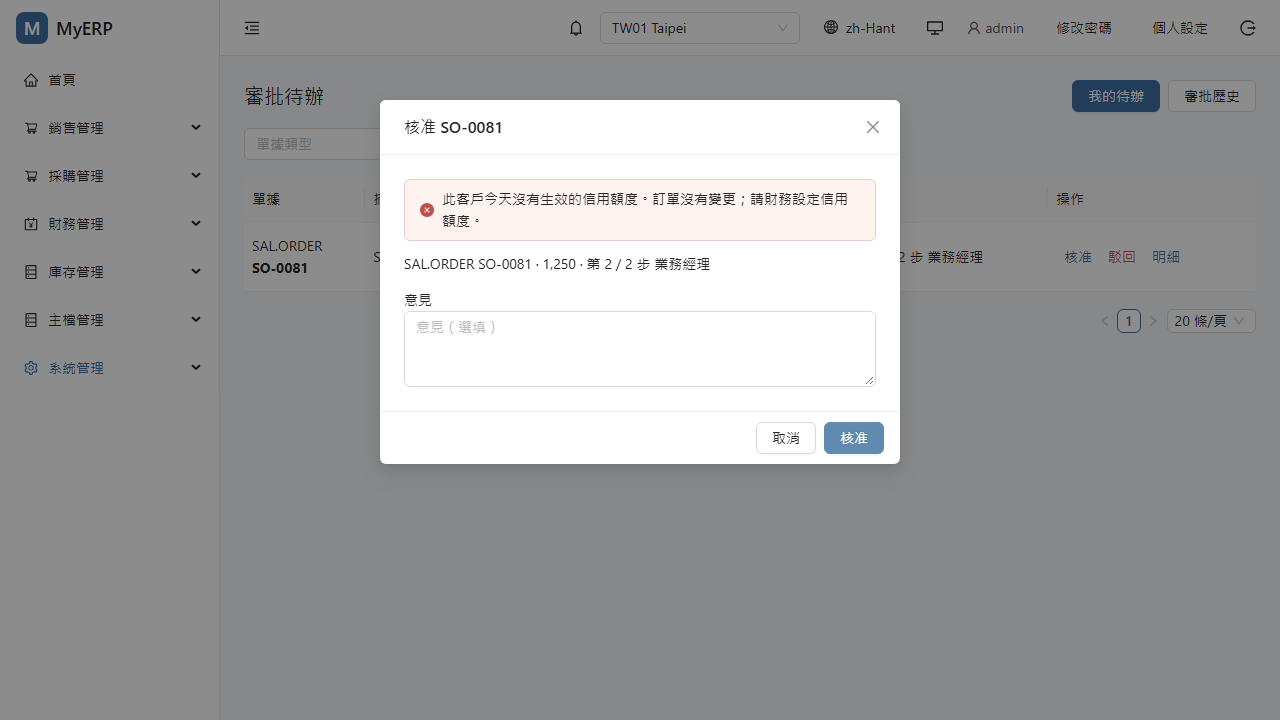 M MyERP
TW01 Taipei
zh-Hant
admin
修改密碼
個人設定
首頁
銷售管理
採購管理
財務管理
庫存管理
主檔管理
系統管理
審批待辦
我的待辦
審批歷史
單據類型
單據
操作
SAL.ORDER
SO-0081
2 步 業務經理
核准 駁回 明細
1
20 條/頁
核准 SO-0081
此客戶今天沒有生效的信用額度。訂單沒有變更；請財務設定信用
額度。
SAL.ORDER SO-0081 · 1,250 · 第 2 / 2 步 業務經理
意見
意見（選填）
取消
核准